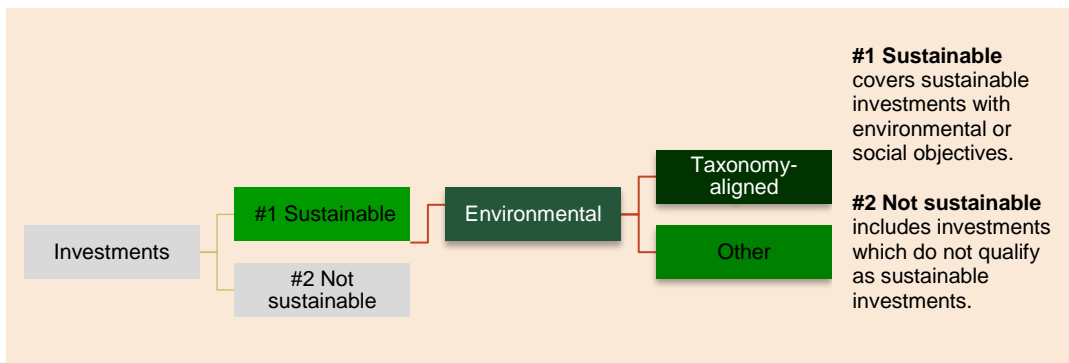 Investments
#1 Sustainable
#2 Not
sustainable
Environmental
Taxonomy-
aligned
Other
#1 Sustainable
covers sustainable
investments with
environmental or
social objectives.
#2 Not sustainable
includes investments
which do not qualify
as sustainable
investments.